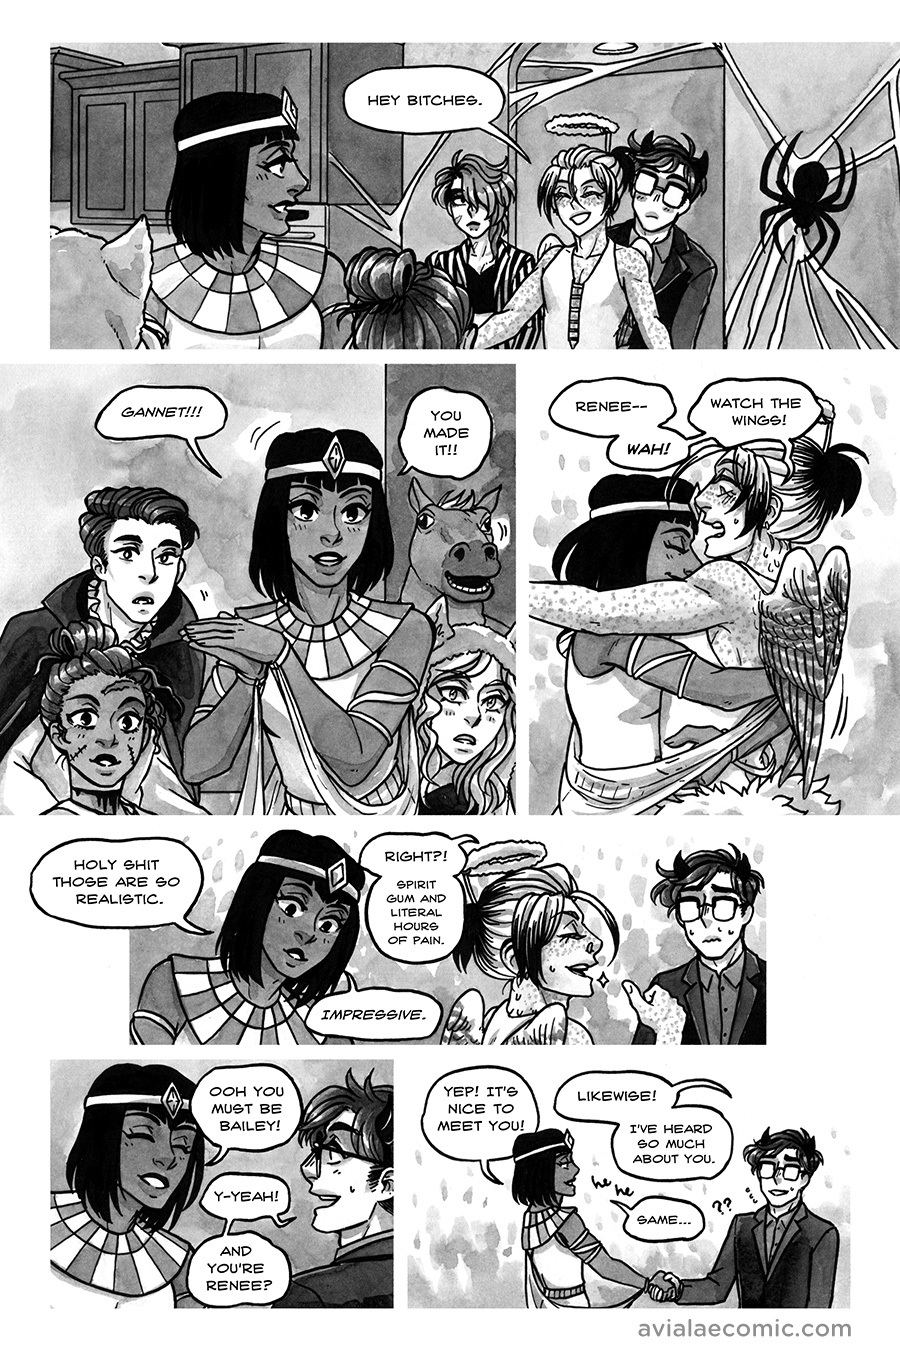 HEY BITCHES.
GANNET!!!
YOU
MADE
IT!!
RENEE--
WAH!
WATCH THE
WINGS!
HOLY SHIT
THOSE ARE SO
REALISTIC.
RIGHT?!
SPIRIT
GUM AND
LITERAL
HOURS
OF PAIN.
IMPRESSIVE.
OOH YOU
MUST BE
BAILEY!
Y-YEAH!
AND
YOU'RE
RENEE?
YEP! IT'S
NICE TO
MEET YOU!
LIKEWISE!
I'VE HEARD
SO MUCH
ABOUT YOU.
he he
SAME...
??
avialaecomic.com